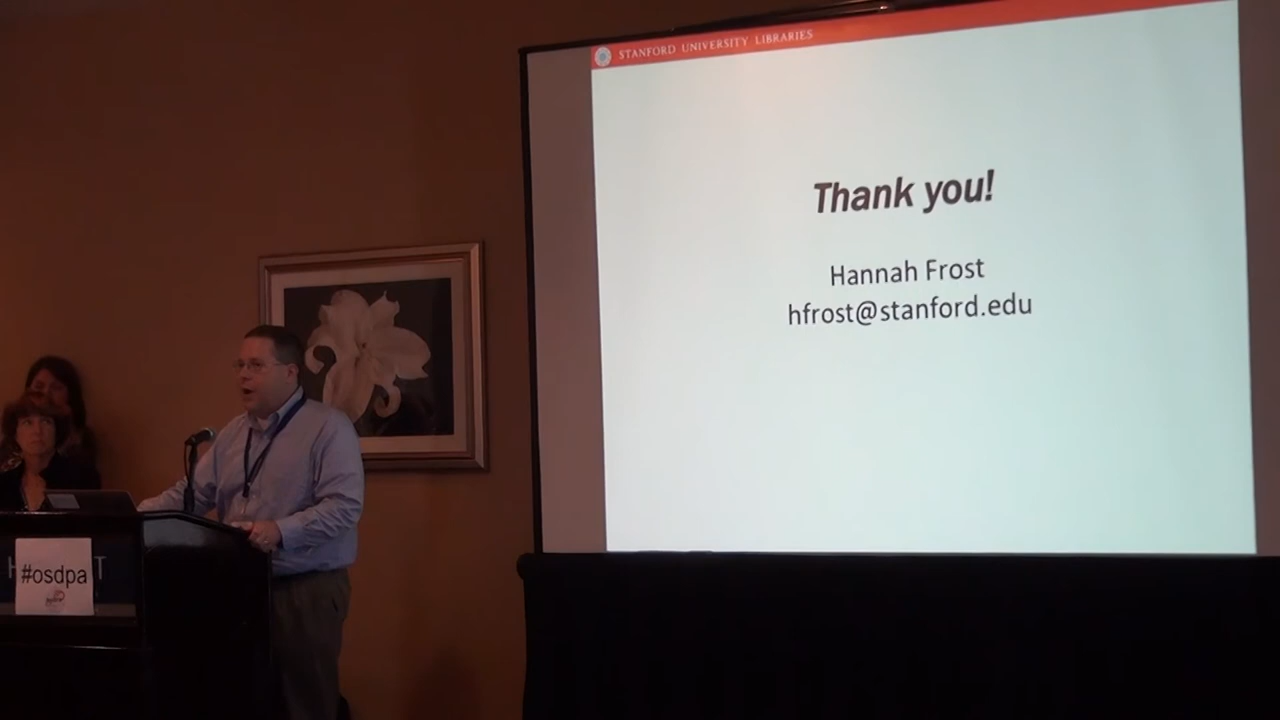 STANFORD UNIVERSITY LIBRARIES
Thank you!
Hannah Frost
hfrost@stanford.edu
#osdpa